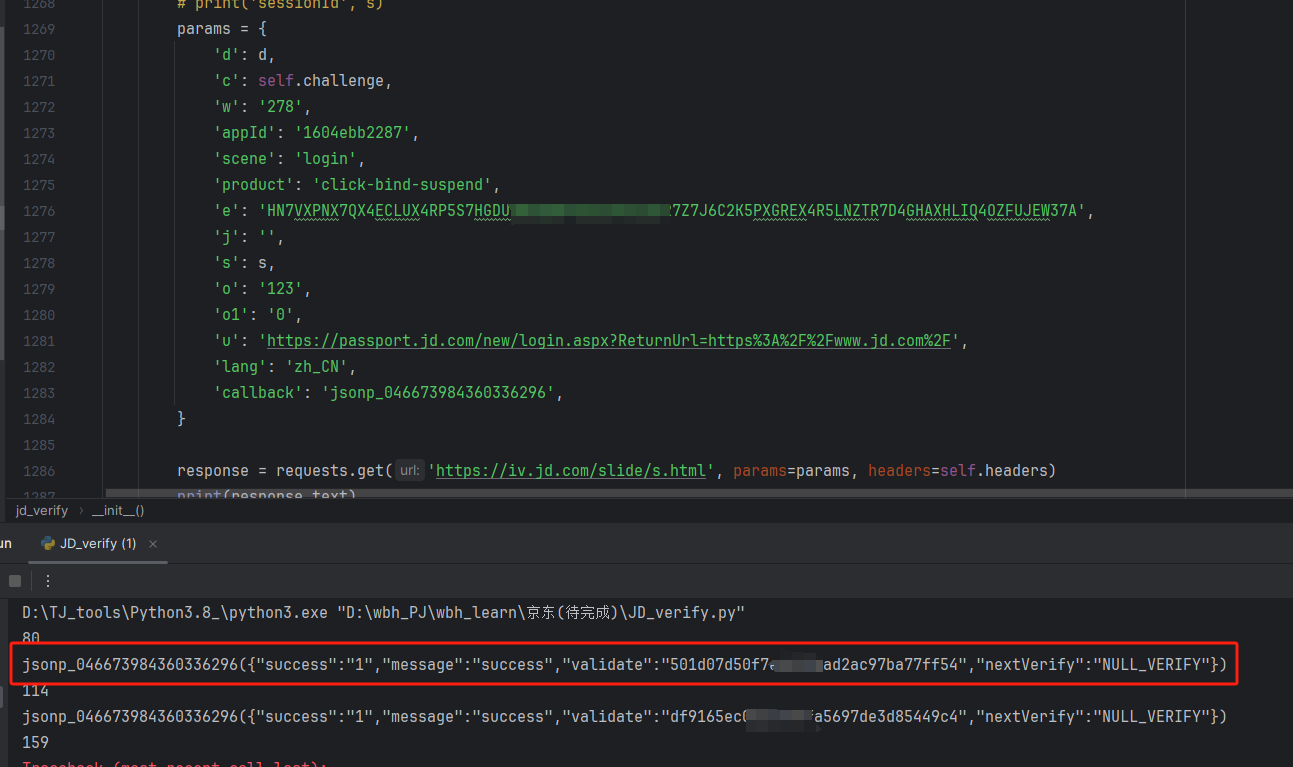 1268 # print('sessionId', s)
1269 params = {
1270 'd': d,
1271 'c': self.challenge,
1272 'w': '278',
1273 'appId': '1604ebb2287',
1274 'scene': 'login',
1275 'product': 'click-bind-suspend',
1276 'e': 'HN7VXPNX7QX4ECLUX4RP5S7HGDU 7Z7J6C2K5PXGREX4R5LNZTR7D4GHAXHLIQ4OZFUJEW37A',
1277 'j': '',
1278 's': s,
1279 'o': '123',
1280 'o1': '0',
1281 'u': 'https://passport.jd.com/new/login.aspx?ReturnUrl=https%3A%2F%2Fwww.jd.com%2F',
1282 'lang': 'zh_CN',
1283 'callback': 'jsonp_046673984360336296',
1284 }
1285
1286 response = requests.get( url: 'https://iv.jd.com/slide/s.html', params=params, headers=self.headers)
1287 print(response.text)
jd_verify › __init__()
un JD_verify (1) ×
D:\TJ_tools\Python3.8_\python3.exe "D:\wbh_PJ\wbh_learn\京东(待完成)\JD_verify.py"
80
jsonp_046673984360336296({"success":"1","message":"success","validate":"501d07d50f7 ad2ac97ba77ff54","nextVerify":"NULL_VERIFY"})
114
jsonp_046673984360336296({"success":"1","message":"success","validate":"df9165ec a5697de3d85449c4","nextVerify":"NULL_VERIFY"})
159
Traceback (most recent call last):